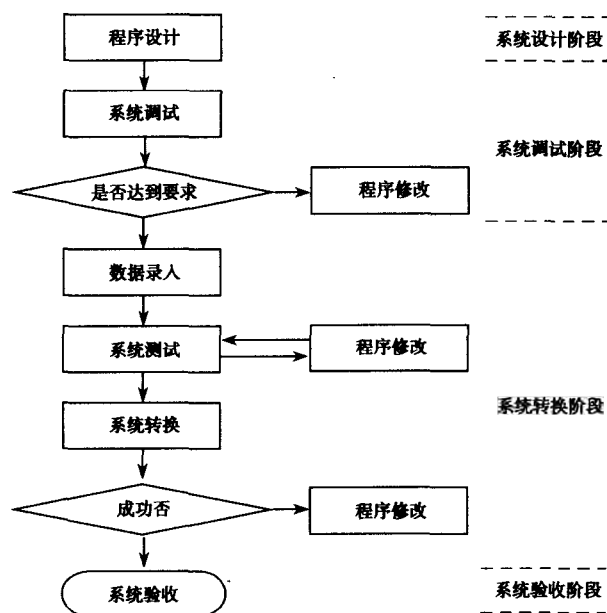 程序设计
系统设计阶段
系统调试
系统调试阶段
是否达到要求
程序修改
数据录入
系统测试
程序修改
系统转换
系统转换阶段
成功否
程序修改
系统验收
系统验收阶段